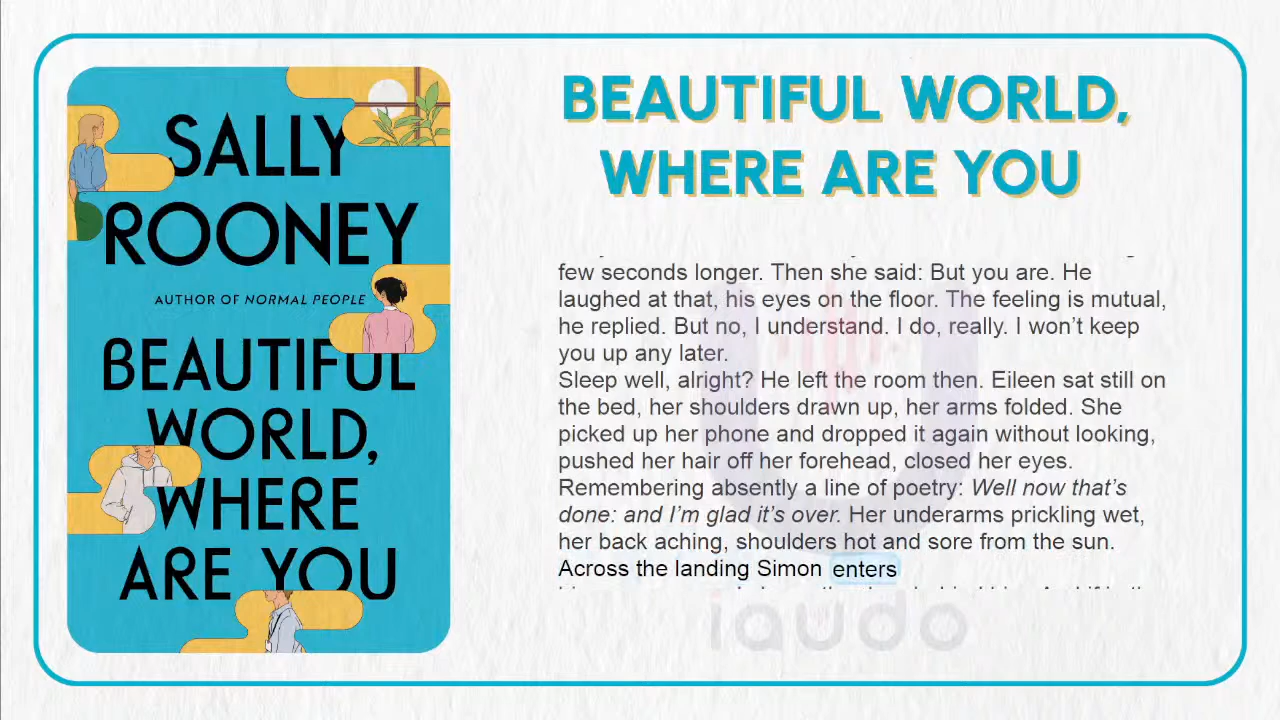 SALLY
ROONEY
AUTHOR OF NORMAL PEOPLE
BEAUTIFUL
WORLD,
WHERE
ARE YOU
BEAUTIFUL WORLD,
WHERE ARE YOU
few seconds longer. Then she said: But you are. He
laughed at that, his eyes on the floor. The feeling is mutual,
he replied. But no, I understand. I do, really. I won’t keep
you up any later.
Sleep well, alright? He left the room then. Eileen sat still on
the bed, her shoulders drawn up, her arms folded. She
picked up her phone and dropped it again without looking,
pushed her hair off her forehead, closed her eyes.
Remembering absently a line of poetry: Well now that’s
done: and I’m glad it’s over. Her underarms prickling wet,
her back aching, shoulders hot and sore from the sun.
Across the landing Simon enters
iaudo